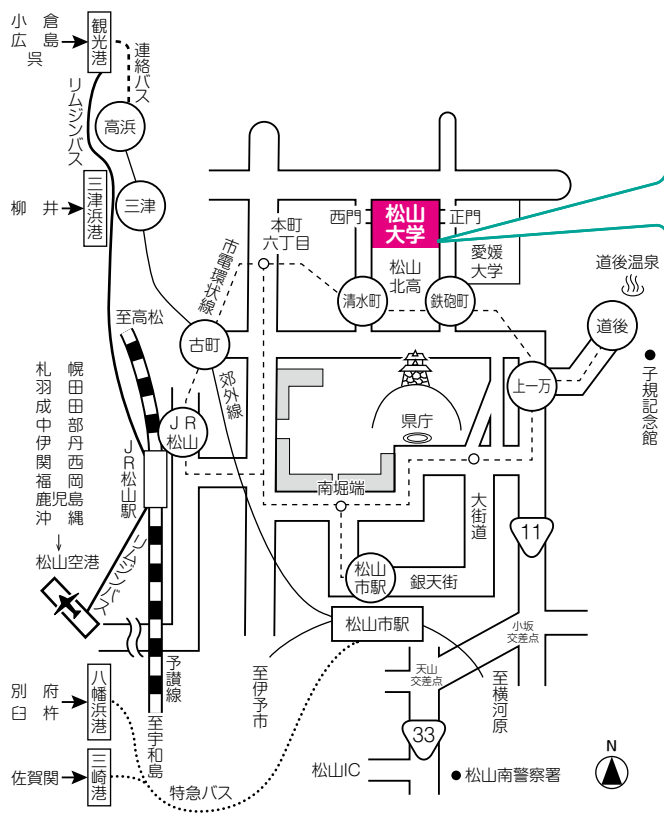 小倉
広島
呉
観光港
連絡バス
リムジンバス
高浜
柳井
三津浜港
三津
西門
松山
大学
正門
本町
六丁目
市電環状線
松山
北高
愛媛
大学
道後温泉
清水町
鉄砲町
道後
至高松
古町
上一万
子規記念館
郊外線
県庁
札幌
羽田
成田
中部
伊丹
関西
福岡
鹿児島
沖縄
JR
松山
JR松山駅
南堀端
大街道
11
松山空港
リムジンバス
松山
市駅
銀天街
松山市駅
小坂
交差点
天山
交差点
予讃線
至伊予市
至横河原
別府
臼杵
八幡浜港
至宇和島
33
N
佐賀関
三崎港
特急バス
松山IC
松山南警察署